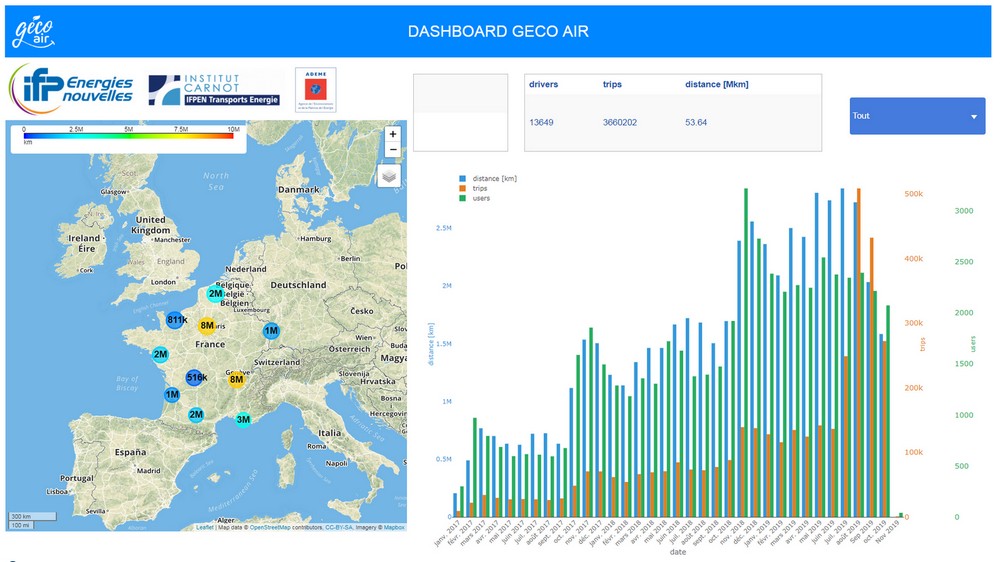 géco
air
DASHBOARD GECO AIR
ifp Energies
nouvelles
INSTITUT
CARNOT
IFPEN Transports Energie
ADEME
drivers trips distance [Mkm]
13649 3660202 53.64
Tout
0 2.5M 5M 7.5M 10M
km
+
−
North
Sea
Glasgow
Danmark
United
Kingdom
Ireland
Éire
Manchester
Hamburg
Cork
Wales
England
Berlin
London
Nederland
Deutschland
Belgique
België
Belgien
Luxembourg
Česko
France
Wien
Österreich
Switzerland
Magya
Slovenija
Hrvatska
Bay of
Biscay
Bosna
Hercegovin
Italia
Roma
Napoli
Adriatic Sea
España
Madrid
Portugal
Lisboa
Sevilla
Mediterranean Sea
Alger
2M
811k
8M
1M
2M
516k
8M
1M
2M
3M
300 km
100 mi
Leaflet | Map data © OpenStreetMap contributors, CC-BY-SA, Imagery © Mapbox
distance [km]
trips
users
2.5M
2M
1.5M
1M
0.5M
0
distance [km]
500k
400k
300k
200k
100k
0
trips
3000
2500
2000
1500
1000
500
0
users
janv. 2017
févr. 2017
mars 2017
avr. 2017
mai 2017
juin 2017
juil. 2017
août 2017
sept. 2017
oct. 2017
nov. 2017
déc. 2017
janv. 2018
févr. 2018
mars 2018
avr. 2018
mai 2018
juin 2018
juil. 2018
août 2018
sept. 2018
oct. 2018
nov. 2018
déc. 2018
janv. 2019
févr. 2019
mars 2019
avr. 2019
mai 2019
juin 2019
juil. 2019
août 2019
Sep 2019
oct. 2019
Nov 2019
date